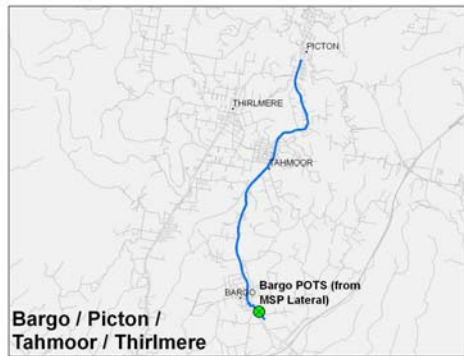 PICTON
THIRLMERE
TAHMOOR
Bargo POTS (from
MSP Lateral)
BARGO
Bargo / Picton /
Tahmoor / Thirlmere